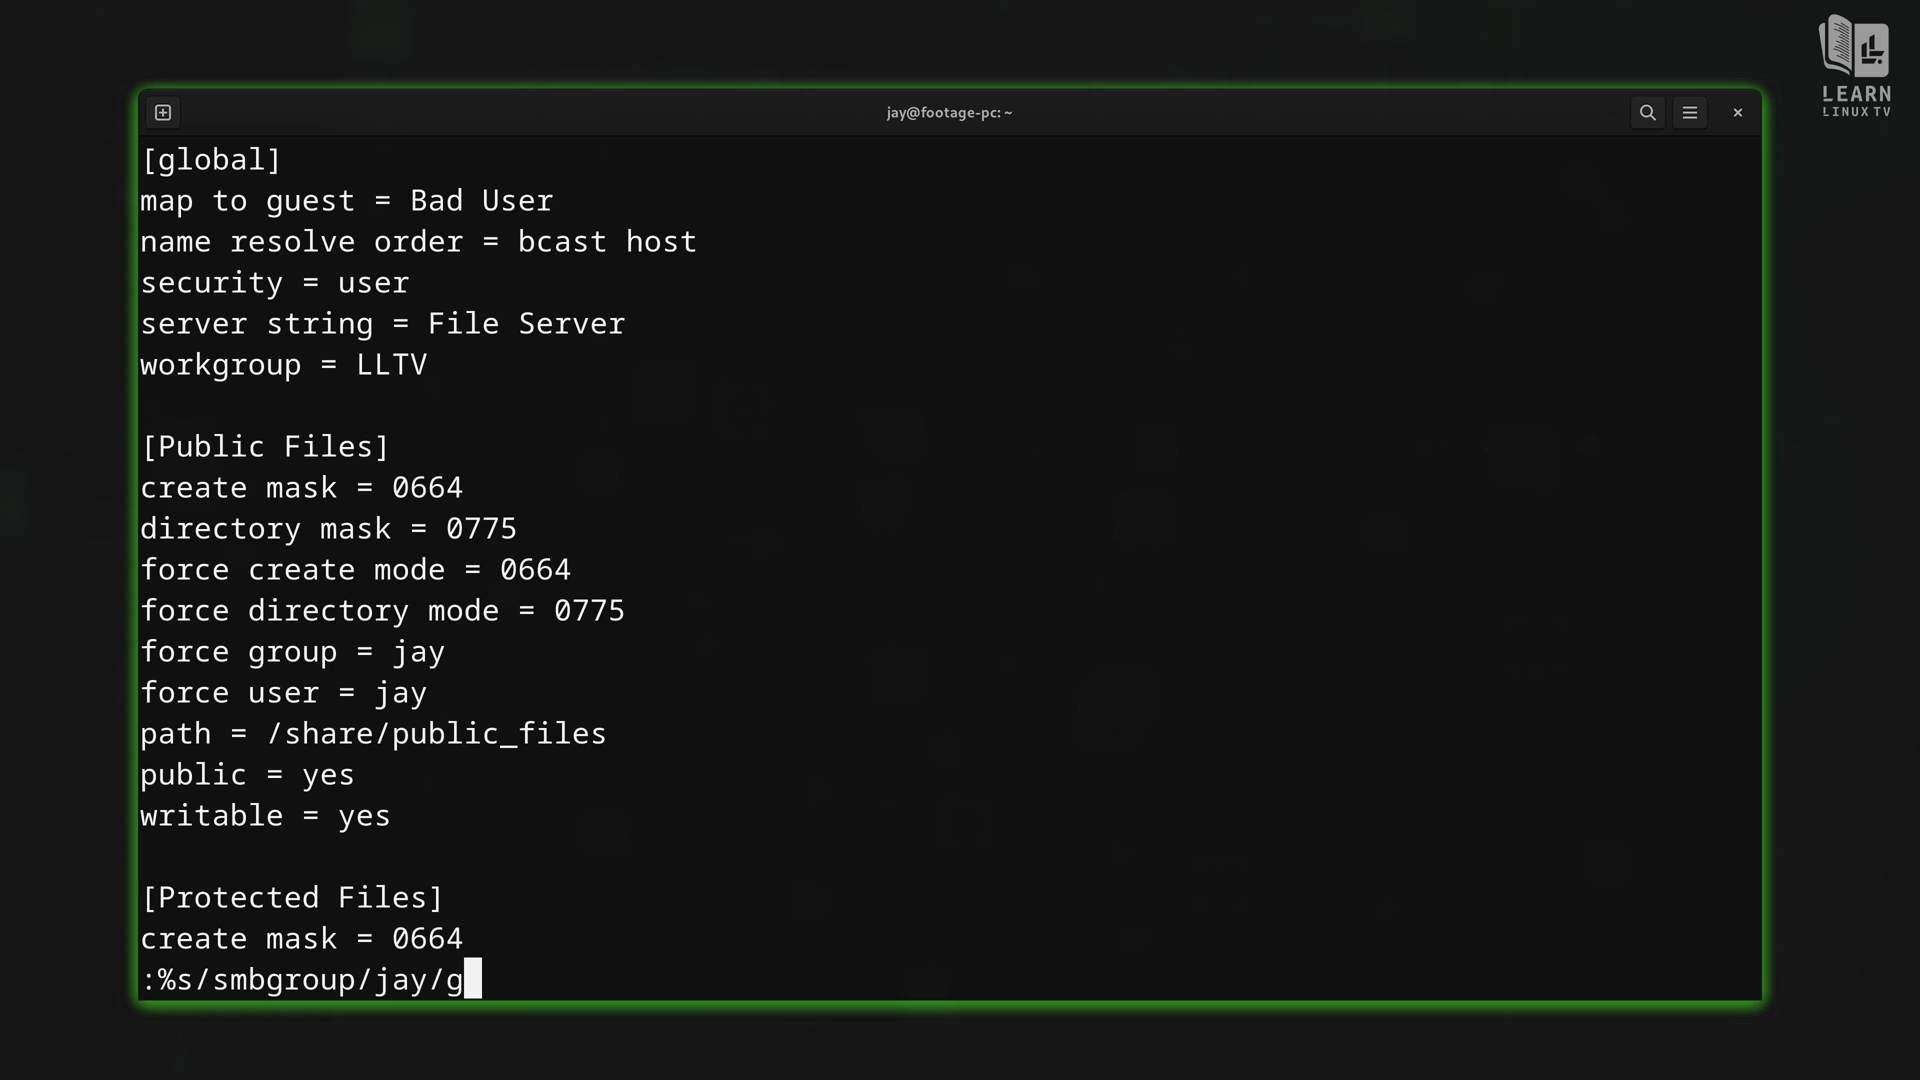 LEARN
LINUX TV
jay@footage-pc: ~
[global]
map to guest = Bad User
name resolve order = bcast host
security = user
server string = File Server
workgroup = LLTV
[Public Files]
create mask = 0664
directory mask = 0775
force create mode = 0664
force directory mode = 0775
force group = jay
force user = jay
path = /share/public_files
public = yes
writable = yes
[Protected Files]
create mask = 0664
:%s/smbgroup/jay/g